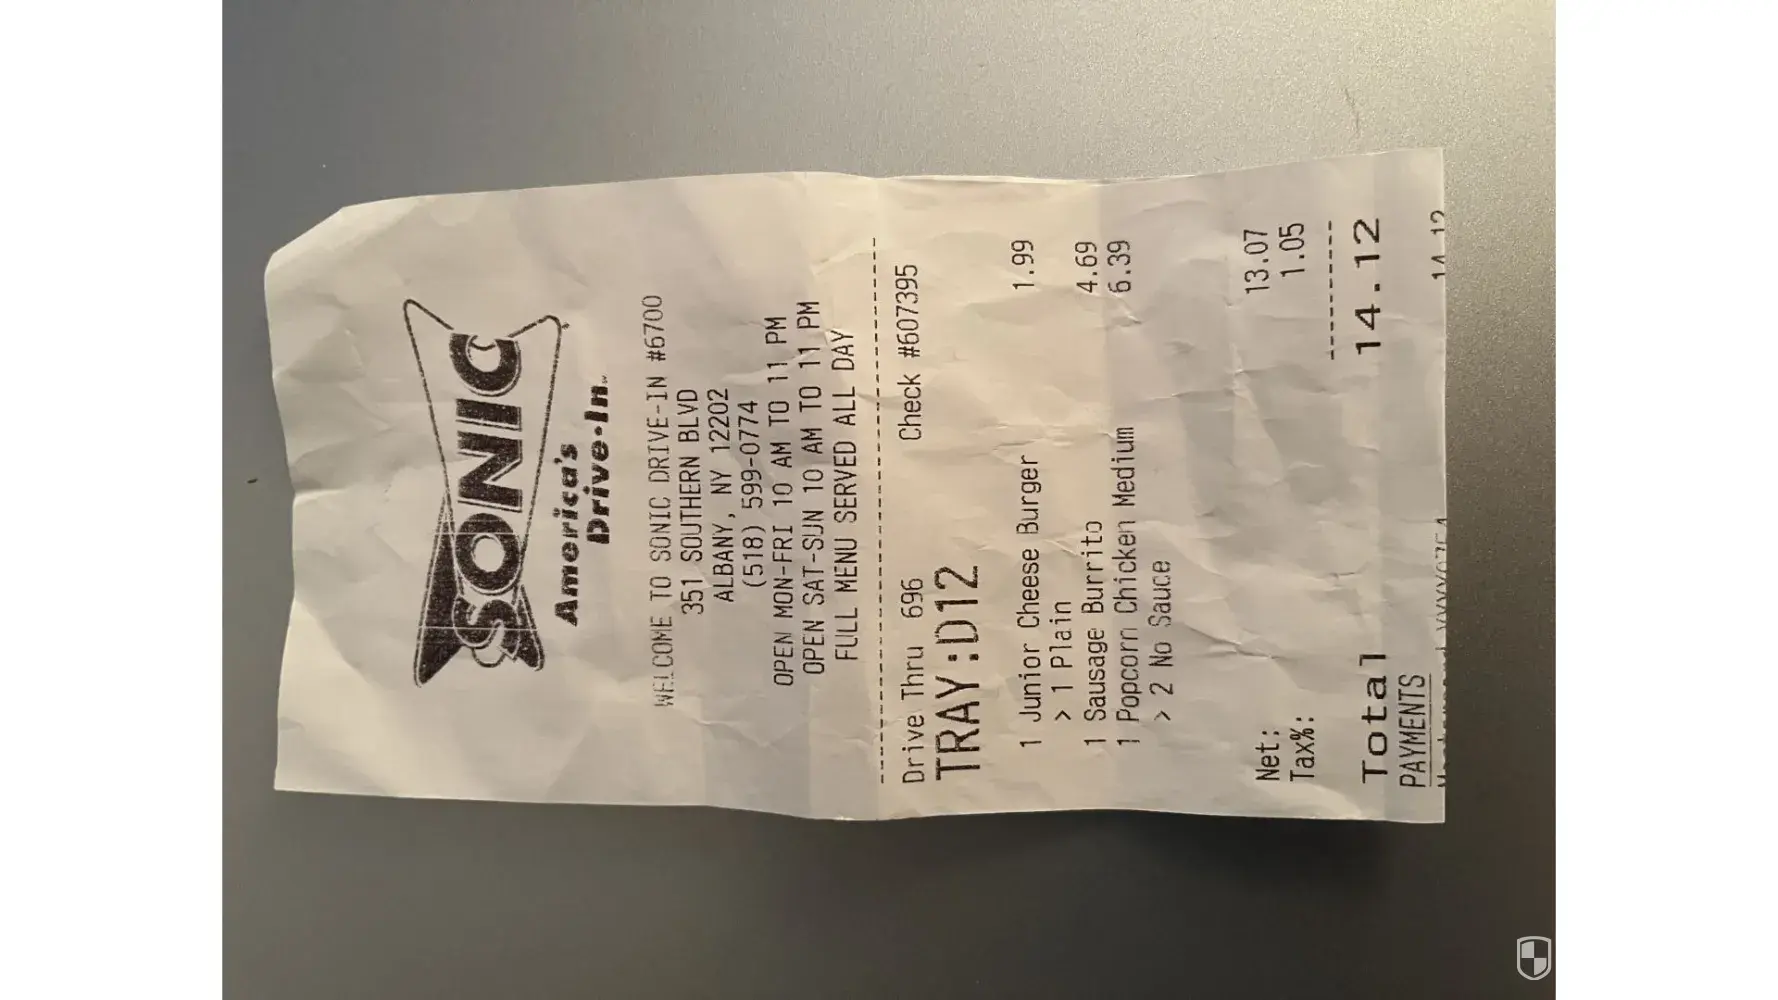 SONIC
America's
Drive-In
WELCOME TO SONIC DRIVE-IN #6700
351 SOUTHERN BLVD
ALBANY, NY 12202
(518) 599-0774
OPEN MON-FRI 10 AM TO 11 PM
OPEN SAT-SUN 10 AM TO 11 PM
FULL MENU SERVED ALL DAY
Drive Thru 696 Check #607395
TRAY:D12
1 Junior Cheese Burger 1.99
> 1 Plain
1 Sausage Burrito 4.69
1 Popcorn Chicken Medium 6.39
> 2 No Sauce
Net: 13.07
Tax%: 1.05
Total 14.12
PAYMENTS
14.12